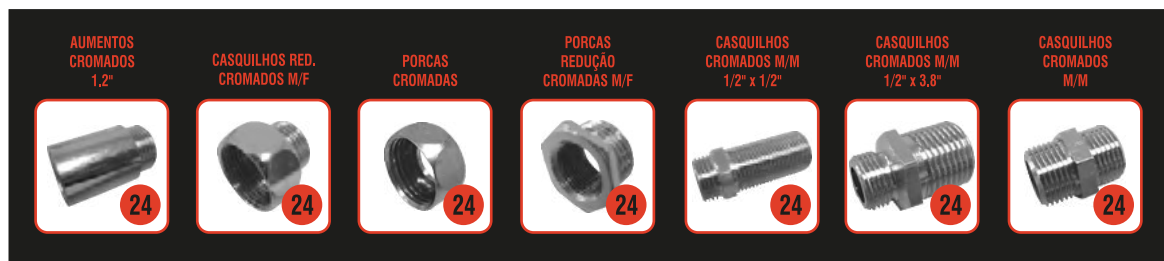 AUMENTOS
CROMADOS
1,2"
CASQUILHOS RED.
CROMADOS M/F
PORCAS
CROMADAS
PORCAS
REDUÇÃO
CROMADAS M/F
CASQUILHOS
CROMADOS M/M
1/2" x 1/2"
CASQUILHOS
CROMADOS M/M
1/2" x 3,8"
CASQUILHOS
CROMADOS
M/M
24
24
24
24
24
24
24